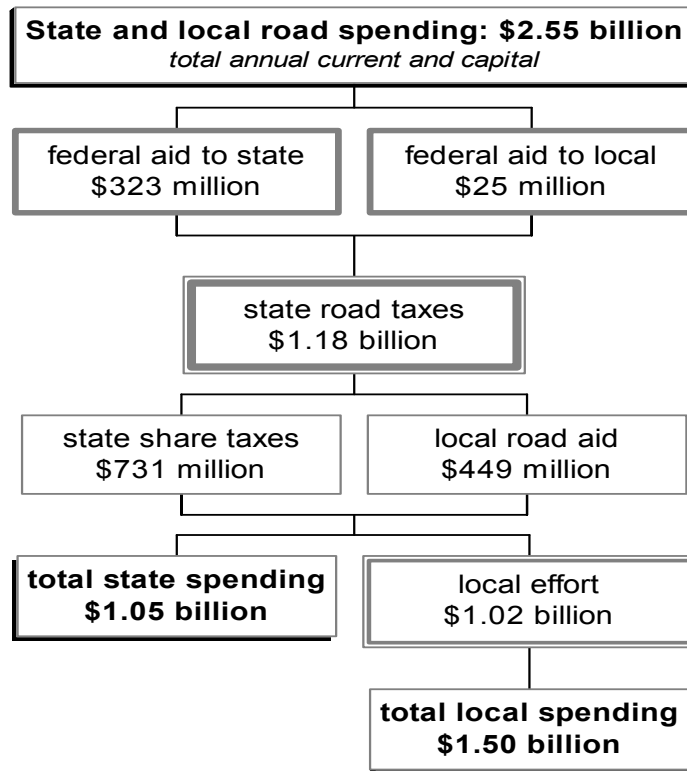 State and local road spending: $2.55 billion
total annual current and capital
federal aid to state
$323 million
federal aid to local
$25 million
state road taxes
$1.18 billion
state share taxes
$731 million
local road aid
$449 million
total state spending
$1.05 billion
local effort
$1.02 billion
total local spending
$1.50 billion